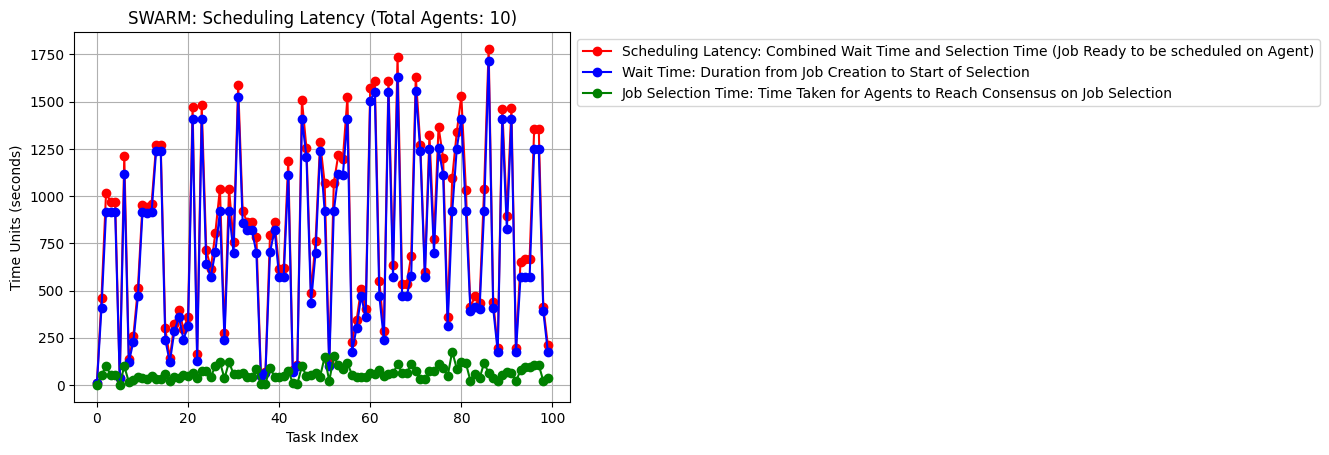 SWARM: Scheduling Latency (Total Agents: 10)
Scheduling Latency: Combined Wait Time and Selection Time (Job Ready to be scheduled on Agent)
Wait Time: Duration from Job Creation to Start of Selection
Job Selection Time: Time Taken for Agents to Reach Consensus on Job Selection
Time Units (seconds)
1750
1500
1250
1000
750
500
250
0
0 20 40 60 80 100
Task Index